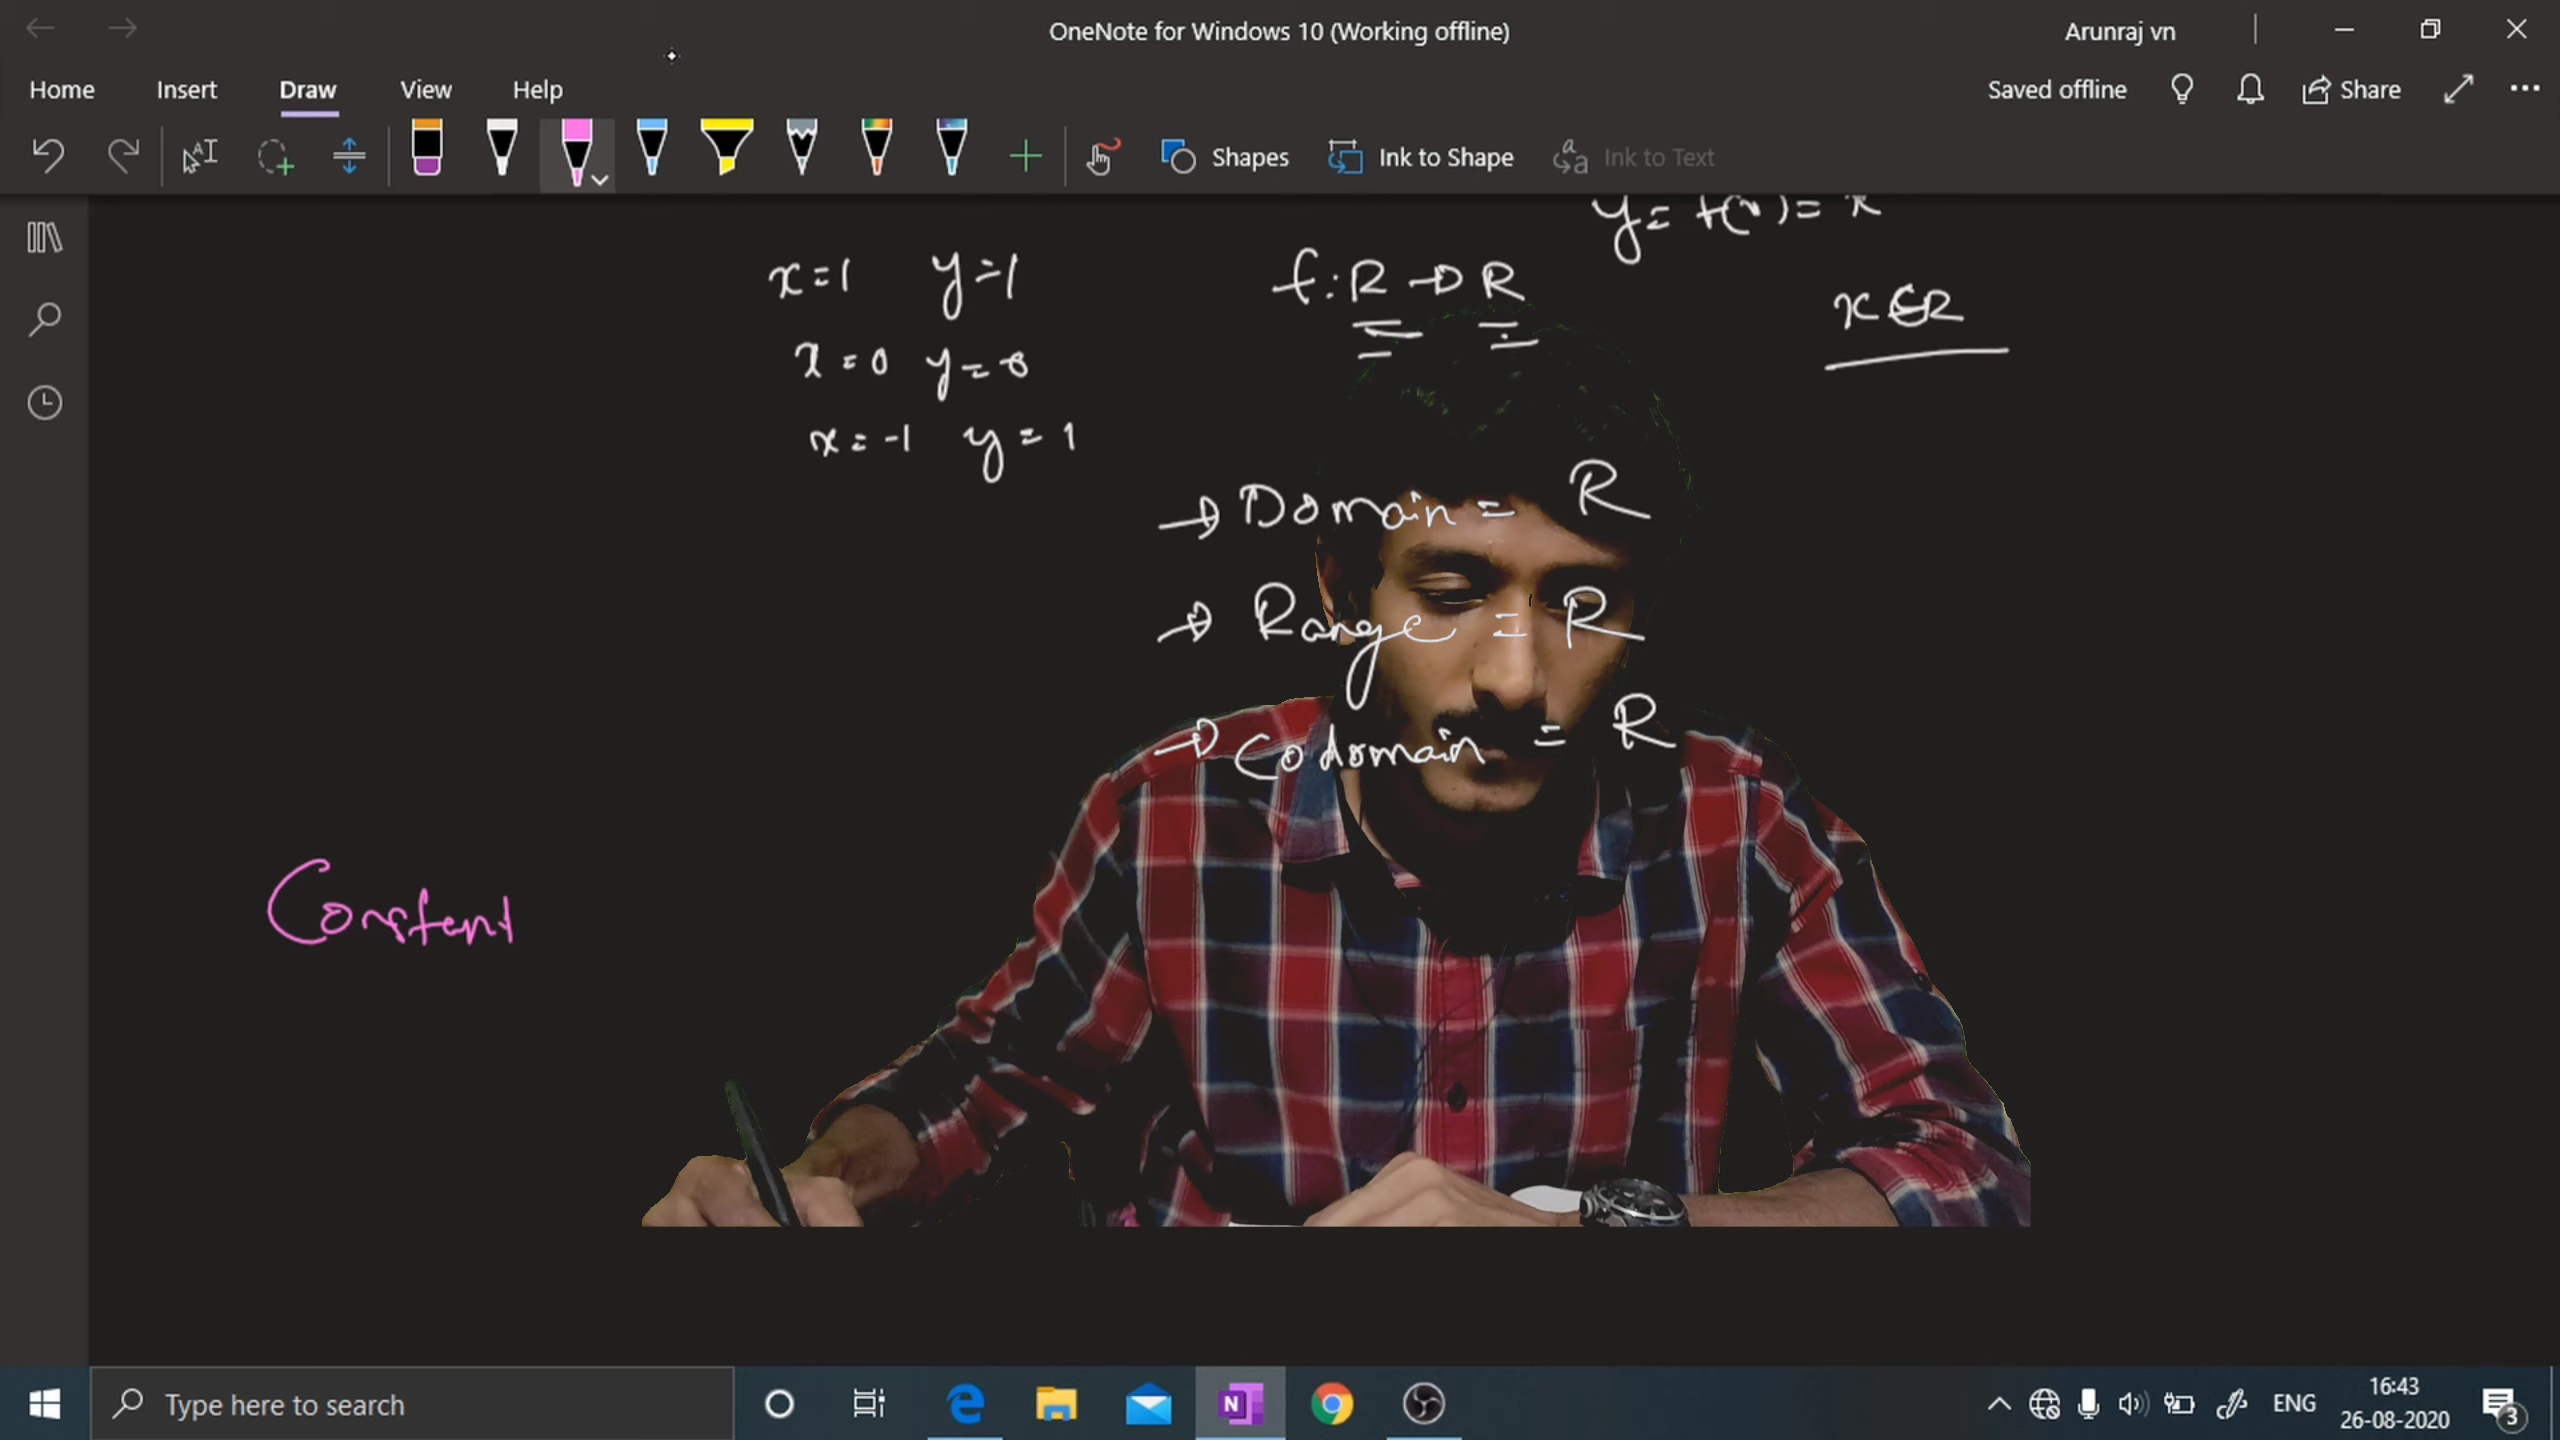 OneNote for Windows 10 (Working offline)
Arunraj vn
Home Insert Draw View Help
Saved offline
Share
Shapes
Ink to Shape
Ink to Text
y = f(x) = x
x=1 y=1
f: R → R
x ∈ R
x=0 y=0
x=-1 y=1
→ Domain = R
→ Range = R
→ Codomain = R
Constant
Type here to search
ENG
16:43
26-08-2020
3